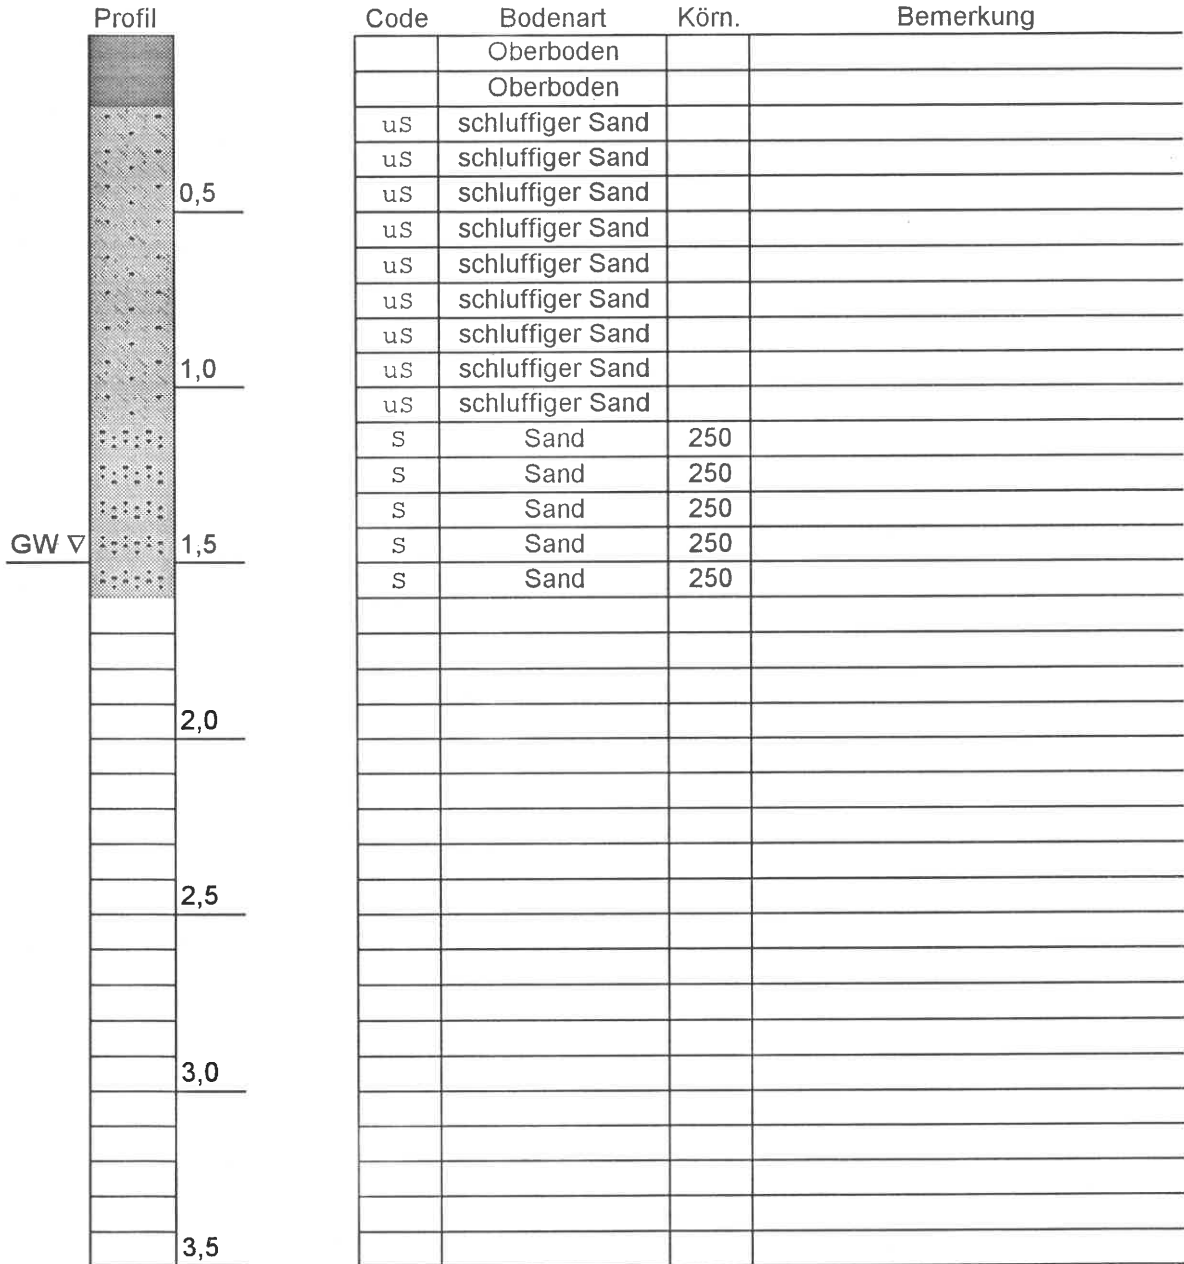 Profil Code Bodenart Körn. Bemerkung
Oberboden
Oberboden
uS schluffiger Sand
uS schluffiger Sand
0,5 uS schluffiger Sand
uS schluffiger Sand
uS schluffiger Sand
uS schluffiger Sand
uS schluffiger Sand
1,0 uS schluffiger Sand
uS schluffiger Sand
S Sand 250
S Sand 250
S Sand 250
GW ▽ 1,5 S Sand 250
S Sand 250
2,0
2,5
3,0
3,5